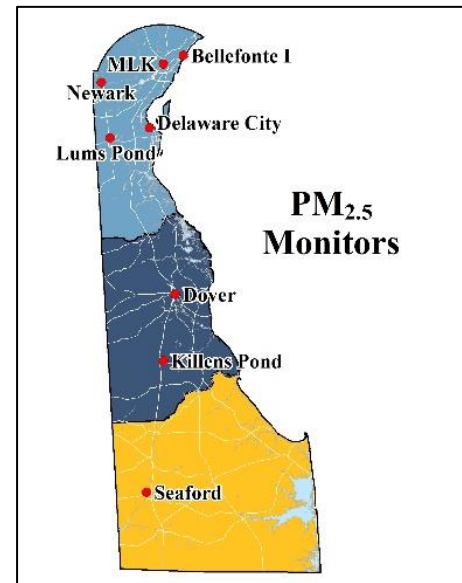 MLK
Bellefonte I
Newark
Delaware City
Lums Pond
PM₂.₅
Monitors
Dover
Killens Pond
Seaford